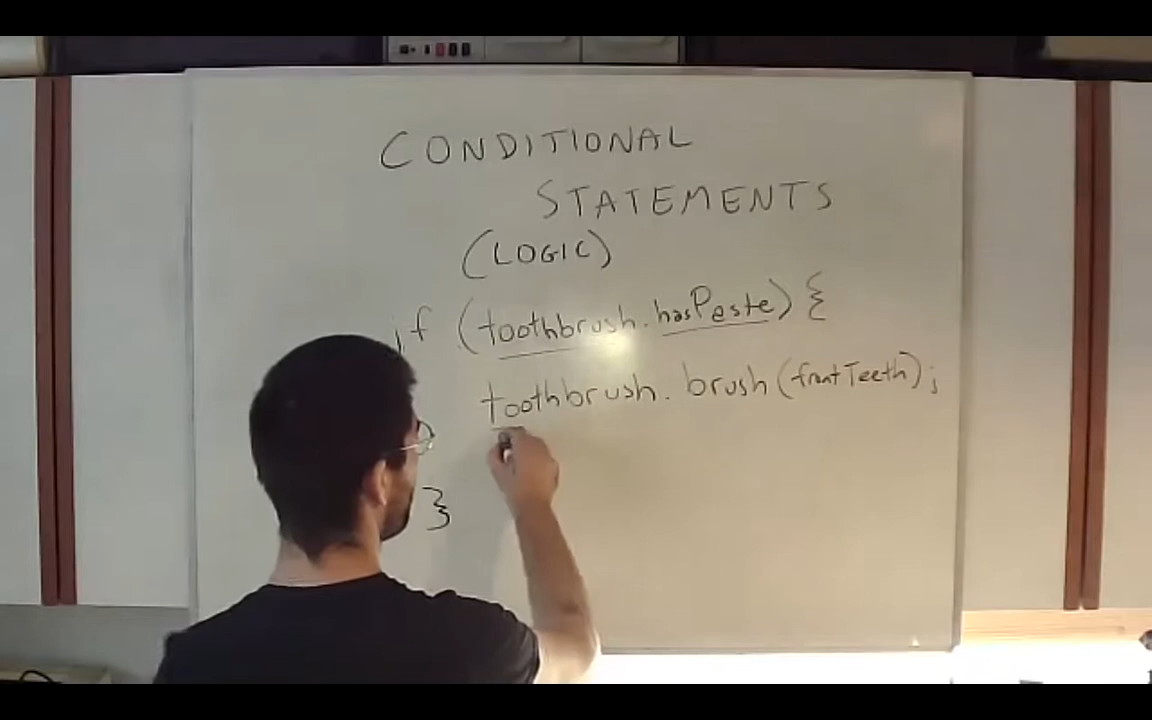 CONDITIONAL
STATEMENTS
(LOGIC)
if (toothbrush.hasPeste) {
toothbrush.brush(frontTeeth);
}